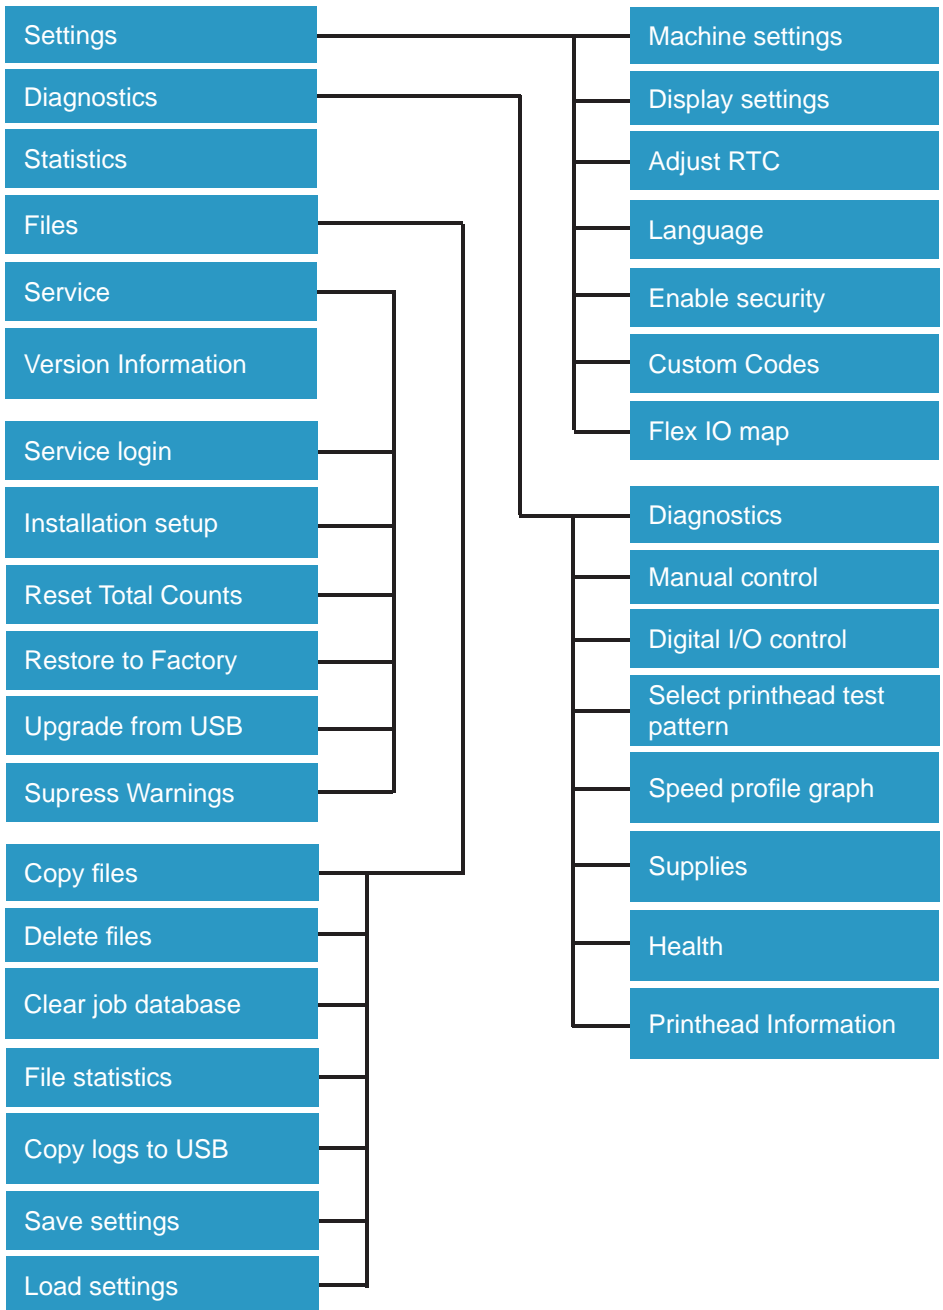 Settings
Diagnostics
Statistics
Files
Service
Version Information
Service login
Installation setup
Reset Total Counts
Restore to Factory
Upgrade from USB
Supress Warnings
Copy files
Delete files
Clear job database
File statistics
Copy logs to USB
Save settings
Load settings
Machine settings
Display settings
Adjust RTC
Language
Enable security
Custom Codes
Flex IO map
Diagnostics
Manual control
Digital I/O control
Select printhead test
pattern
Speed profile graph
Supplies
Health
Printhead Information